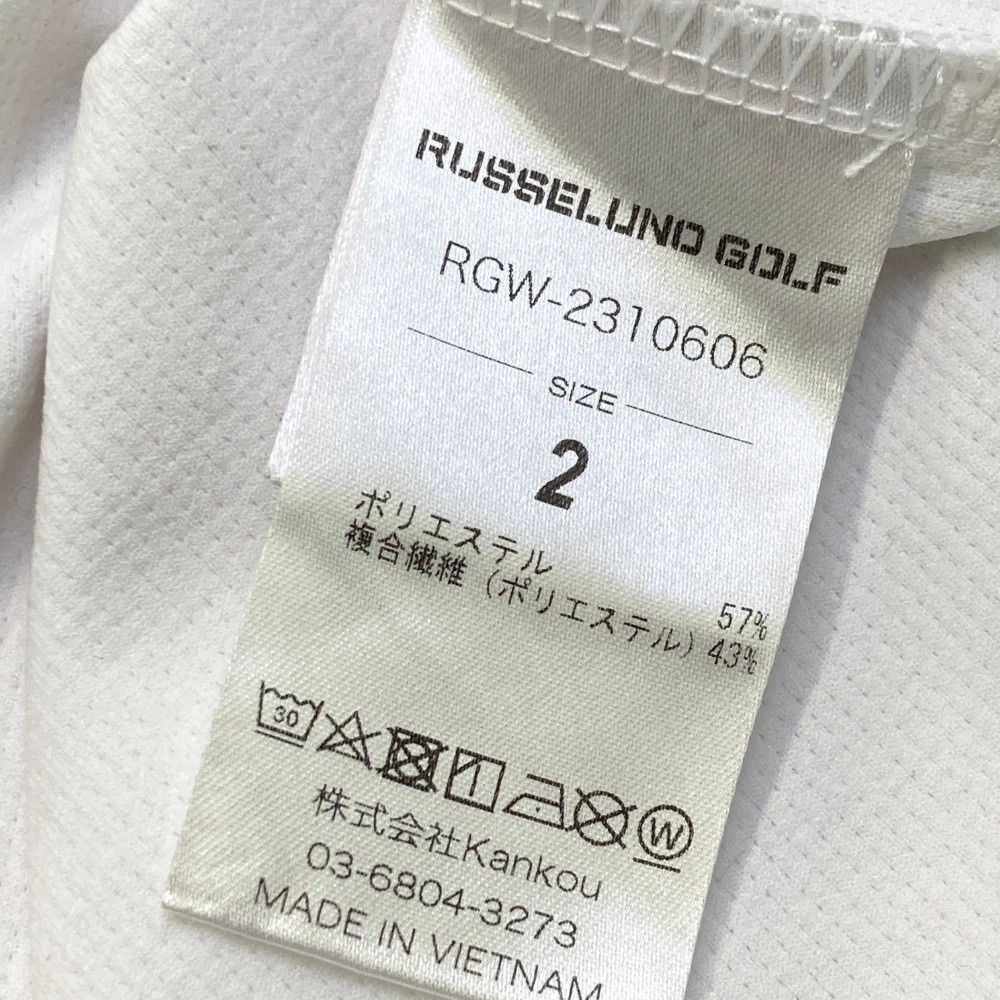 RUSSELUNO GOLF
RGW-2310606
SIZE
2
ポリエステル 57%
複合繊維 (ポリエステル) 43%
30
W
株式会社Kankou
03-6804-3273
MADE IN VIETNAM